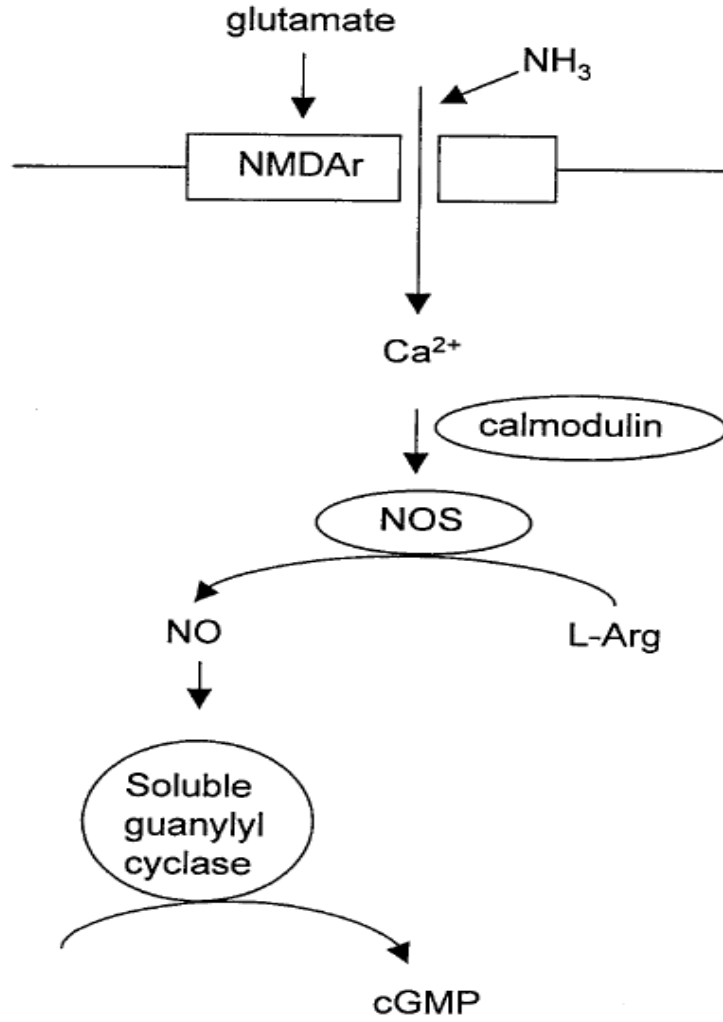 glutamate
NH₃
NMDAr
Ca²⁺
calmodulin
NOS
NO
L-Arg
Soluble
guanylyl
cyclase
cGMP